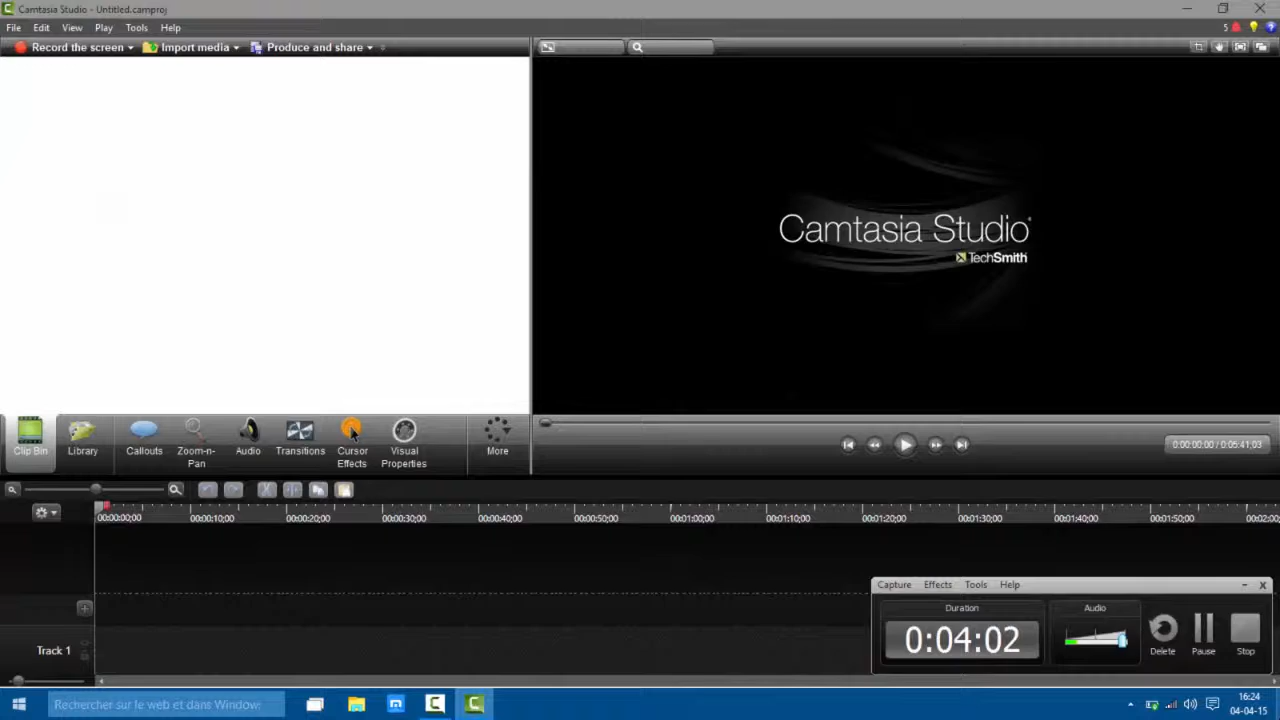 Camtasia Studio - Untitled.camproj
File Edit View Play Tools Help
5
Record the screen Import media Produce and share
Camtasia Studio®
TechSmith
Clip Bin Library Callouts Zoom-n-Pan Audio Transitions Cursor Effects Visual Properties More
0:00:00;00 / 0:05:41;03
00:00:00;00 00:00:10;00 00:00:20;00 00:00:30;00 00:00:40;00 00:00:50;00 00:01:00;00 00:01:10;00 00:01:20;00 00:01:30;00 00:01:40;00 00:01:50;00 00:02:00
Capture Effects Tools Help
Duration Audio
0:04:02
Delete Pause Stop
Track 1
Rechercher sur le web et dans Windows
16:24
04-04-15